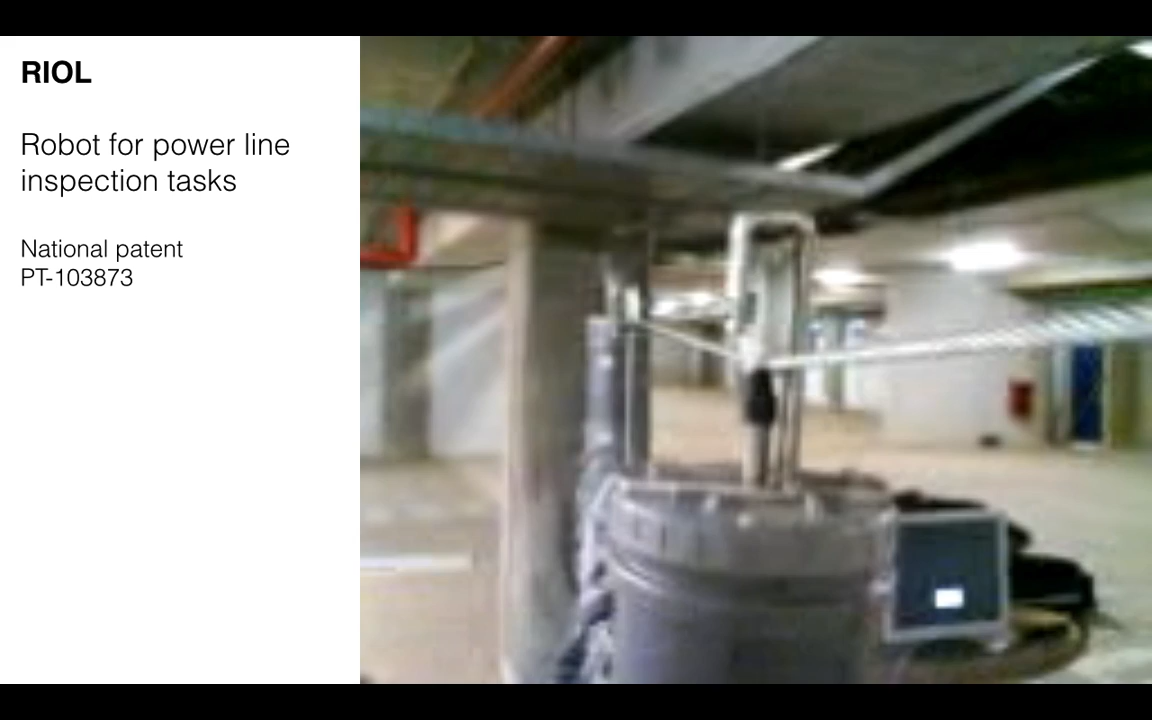 RIOL
Robot for power line
inspection tasks
National patent
PT-103873